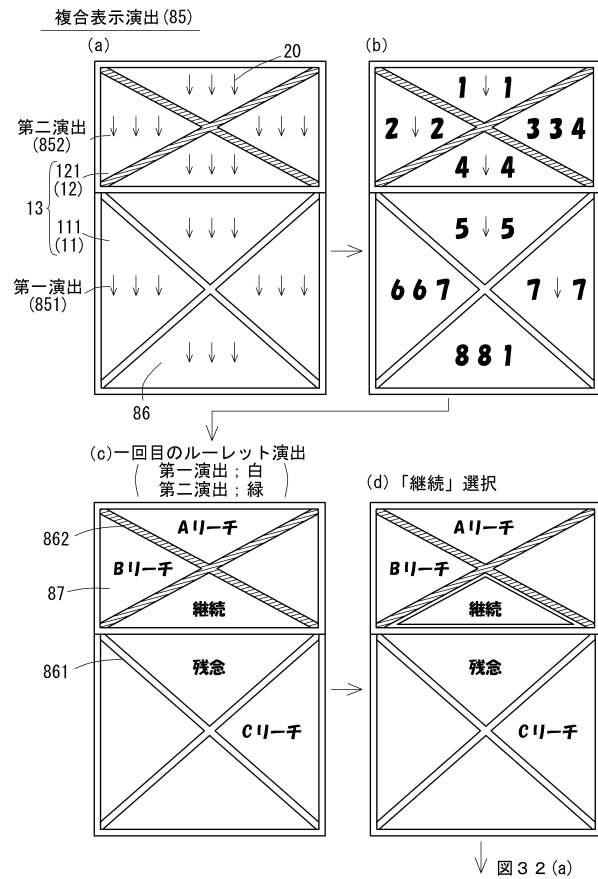 複合表示演出(85)
(a)
20
第二演出
(852)
121
(12)
13
111
(11)
第一演出
(851)
86
(b)
1 ↓ 1
2 ↓ 2
3 3 4
4 ↓ 4
5 ↓ 5
6 6 7
7 ↓ 7
8 8 1
(c)一回目のルーレット演出
(第一演出;白
第二演出;緑)
862
Aリーチ
Bリーチ
87
継続
861
残念
Cリーチ
(d)「継続」選択
Aリーチ
Bリーチ
継続
残念
Cリーチ
図32(a)